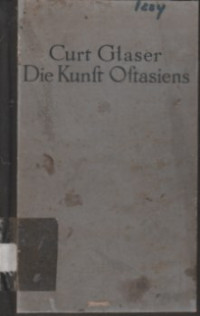 Curt Glaser
Die Kunſt Oſtasiens